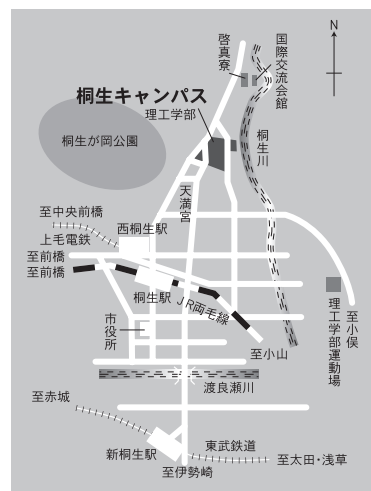 N
啓真寮
国際交流会館
桐生キャンパス
理工学部
桐生が岡公園
桐生川
天満宮
至中央前橋
西桐生駅
上毛電鉄
至前橋
至前橋
桐生駅
JR両毛線
市役所
理工学部運動場
至小俣
至小山
渡良瀬川
至赤城
新桐生駅
東武鉄道
至太田・浅草
至伊勢崎